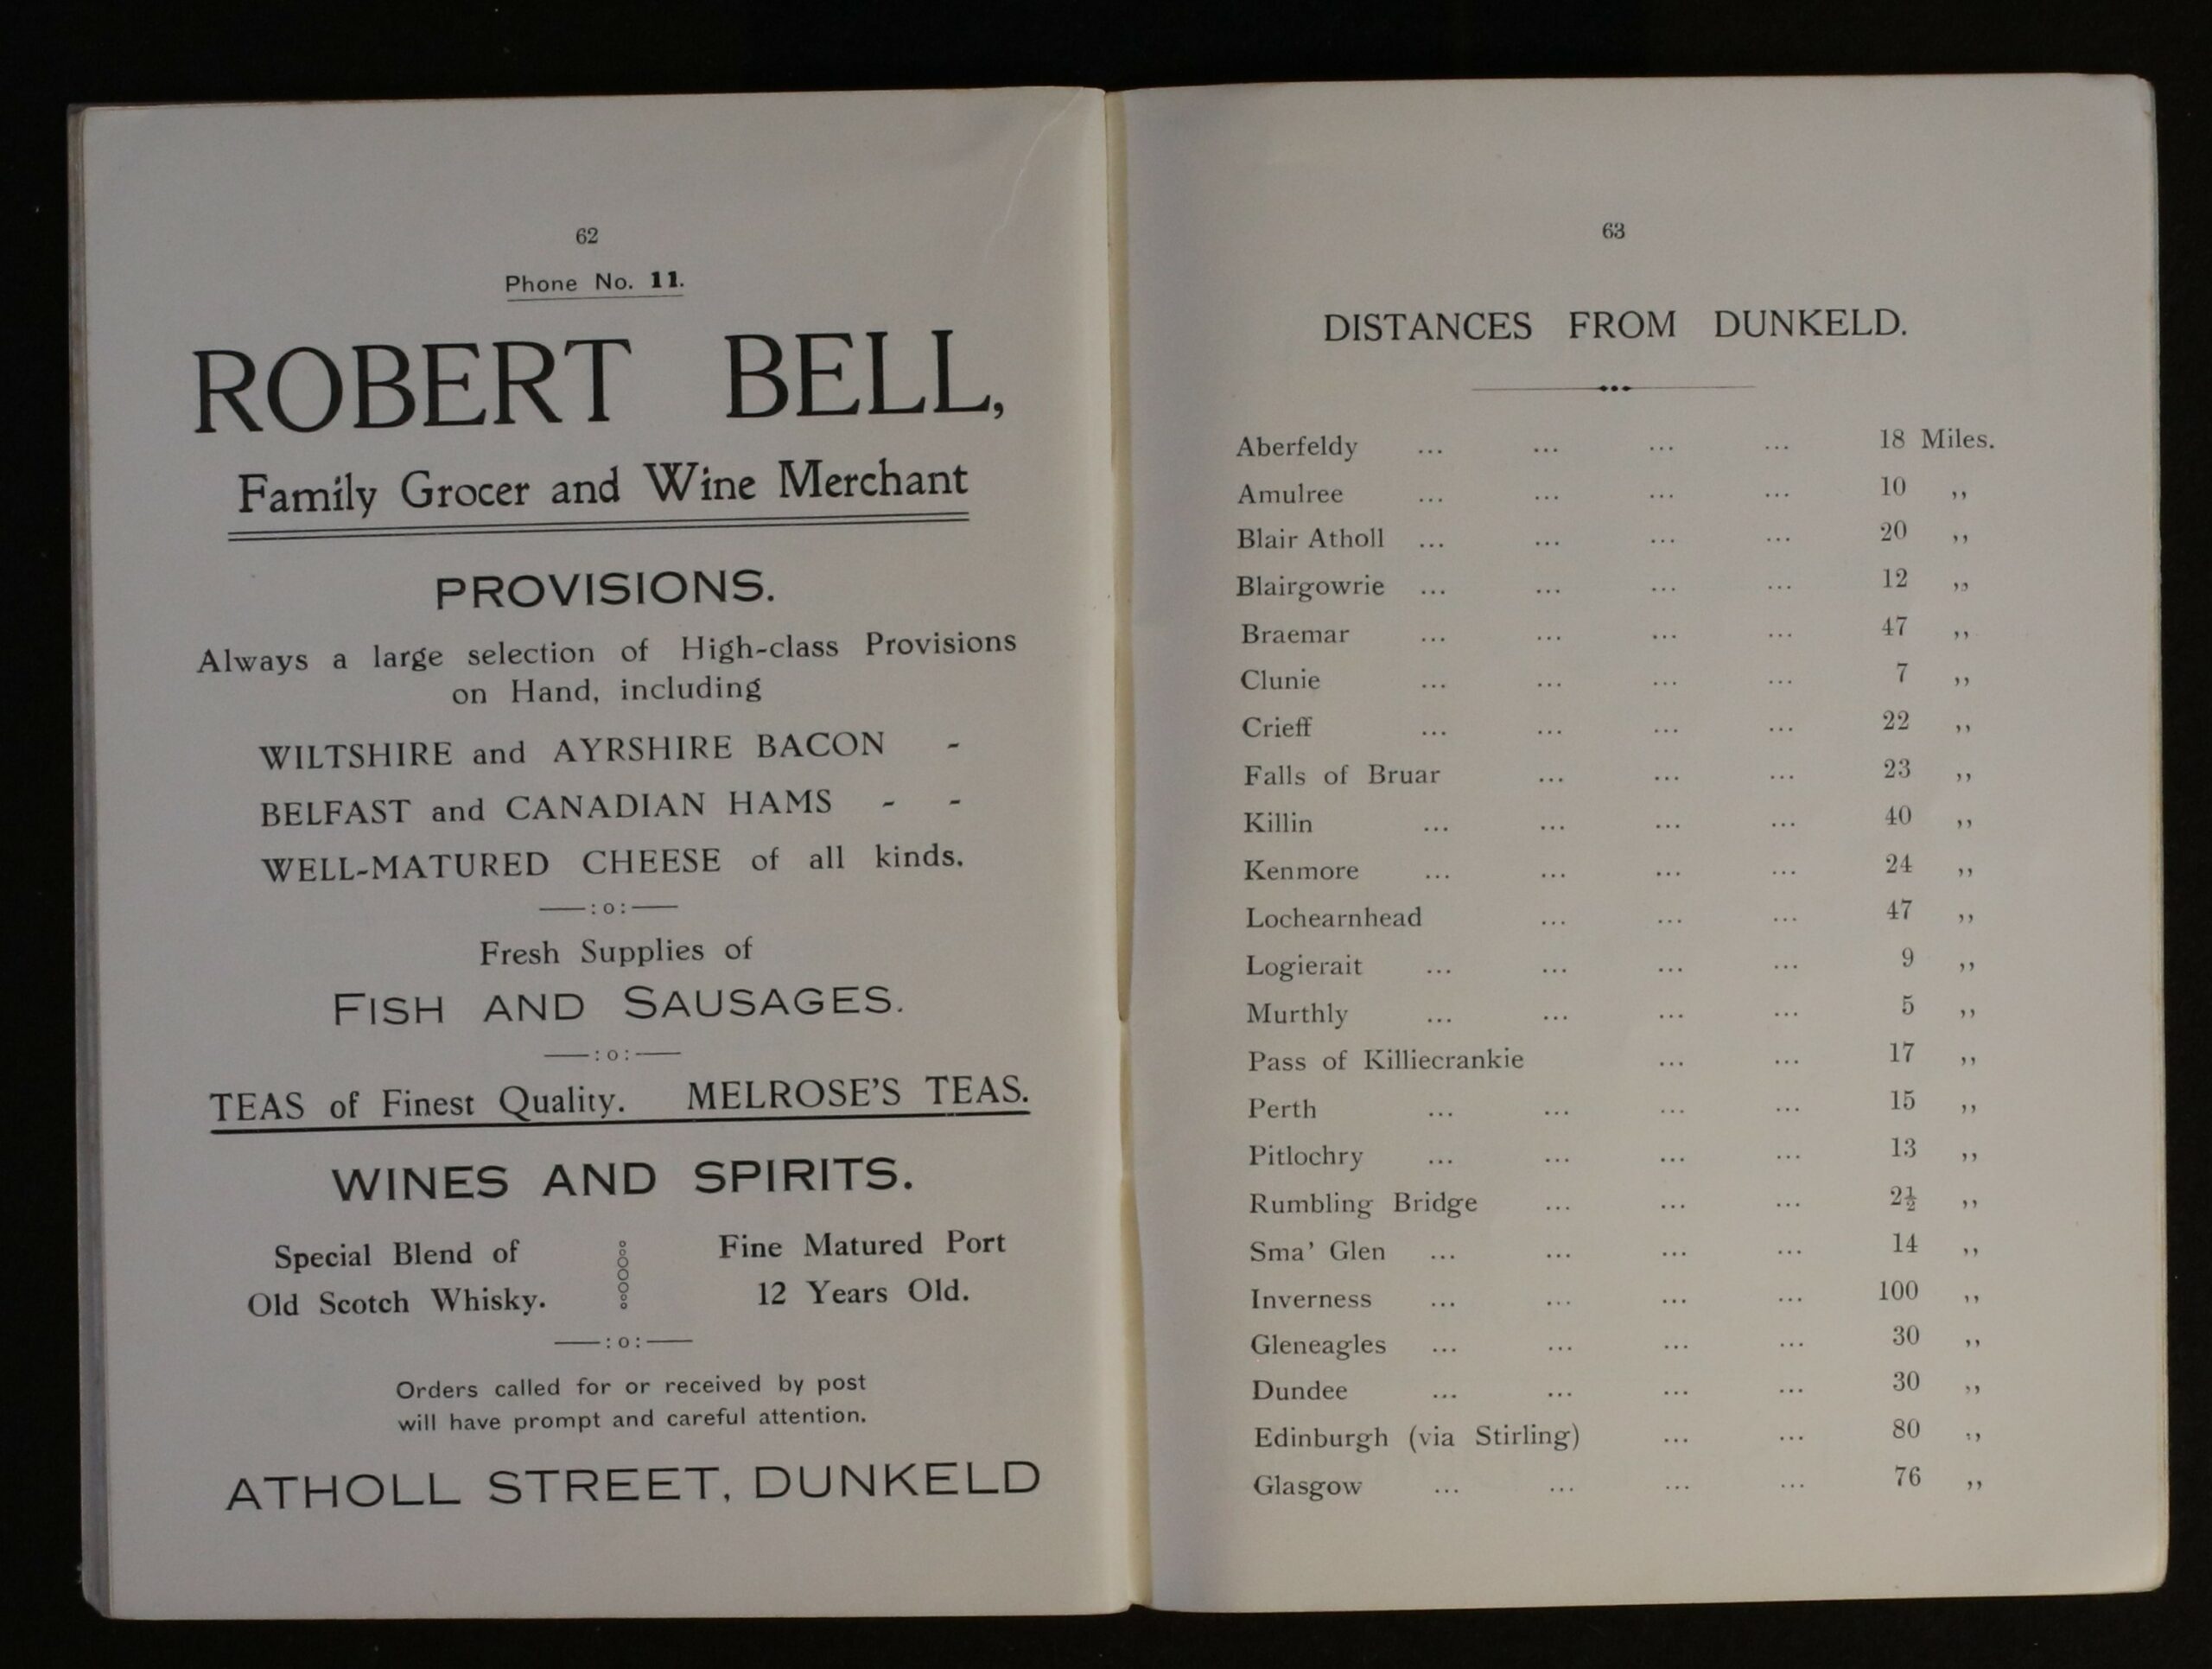 62
Phone No. 11.
ROBERT BELL,
Family Grocer and Wine Merchant
PROVISIONS.
Always a large selection of High-class Provisions
on Hand, including
WILTSHIRE and AYRSHIRE BACON -
BELFAST and CANADIAN HAMS - -
WELL-MATURED CHEESE of all kinds.
:o:
Fresh Supplies of
FISH AND SAUSAGES.
:o:
TEAS of Finest Quality. MELROSE'S TEAS.
WINES AND SPIRITS.
Special Blend of
Old Scotch Whisky.
Fine Matured Port
12 Years Old.
:o:
Orders called for or received by post
will have prompt and careful attention.
ATHOLL STREET, DUNKELD
63
DISTANCES FROM DUNKELD.
Aberfeldy ... ... ... ... 18 Miles.
Amulree ... ... ... ... 10 ,,
Blair Atholl ... ... ... ... 20 ,,
Blairgowrie ... ... ... ... 12 ,,
Braemar ... ... ... ... 47 ,,
Clunie ... ... ... ... 7 ,,
Crieff ... ... ... ... 22 ,,
Falls of Bruar ... ... ... 23 ,,
Killin ... ... ... ... 40 ,,
Kenmore ... ... ... ... 24 ,,
Lochearnhead ... ... ... 47 ,,
Logierait ... ... ... ... 9 ,,
Murthly ... ... ... ... 5 ,,
Pass of Killiecrankie ... ... 17 ,,
Perth ... ... ... ... 15 ,,
Pitlochry ... ... ... ... 13 ,,
Rumbling Bridge ... ... ... 2½ ,,
Sma' Glen ... ... ... ... 14 ,,
Inverness ... ... ... ... 100 ,,
Gleneagles ... ... ... ... 30 ,,
Dundee ... ... ... ... 30 ,,
Edinburgh (via Stirling) ... ... 80 ,,
Glasgow ... ... ... ... 76 ,,